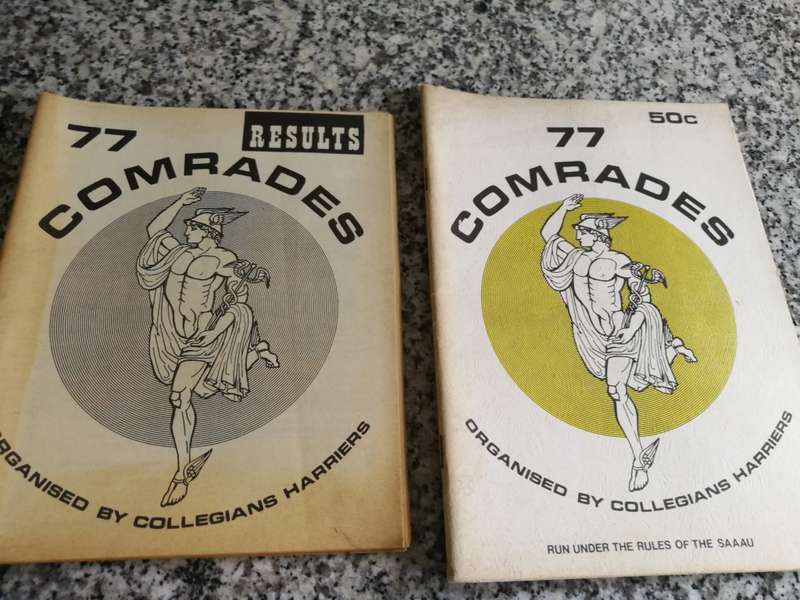 77
RESULTS
COMRADES
ORGANISED BY COLLEGIANS HARRIERS
50c
77
COMRADES
ORGANISED BY COLLEGIANS HARRIERS
RUN UNDER THE RULES OF THE SAAAU